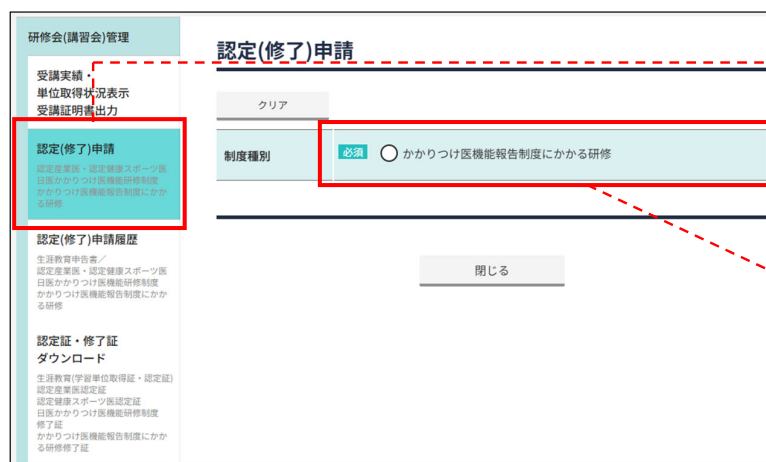 研修会(講習会)管理
受講実績・
単位取得状況表示
受講証明書出力
認定(修了)申請
認定産業医・認定健康スポーツ医
日医かかりつけ医機能研修制度
かかりつけ医機能報告制度にかか
る研修
認定(修了)申請履歴
生涯教育申告書／
認定産業医・認定健康スポーツ医
日医かかりつけ医機能研修制度
かかりつけ医機能報告制度にかか
る研修
認定証・修了証
ダウンロード
生涯教育(学習単位取得証・認定証)
認定産業医認定証
認定健康スポーツ医認定証
日医かかりつけ医機能研修制度
修了証
かかりつけ医機能報告制度にかか
る研修修了証
認定(修了)申請
クリア
制度種別
必須 かかりつけ医機能報告制度にかかる研修
閉じる